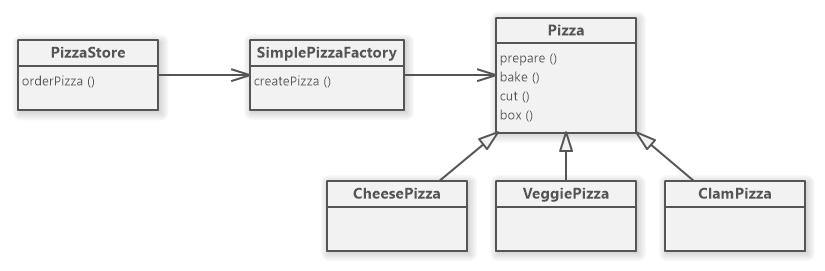 PizzaStore
orderPizza ()
SimplePizzaFactory
createPizza ()
Pizza
prepare ()
bake ()
cut ()
box ()
CheesePizza
VeggiePizza
ClamPizza